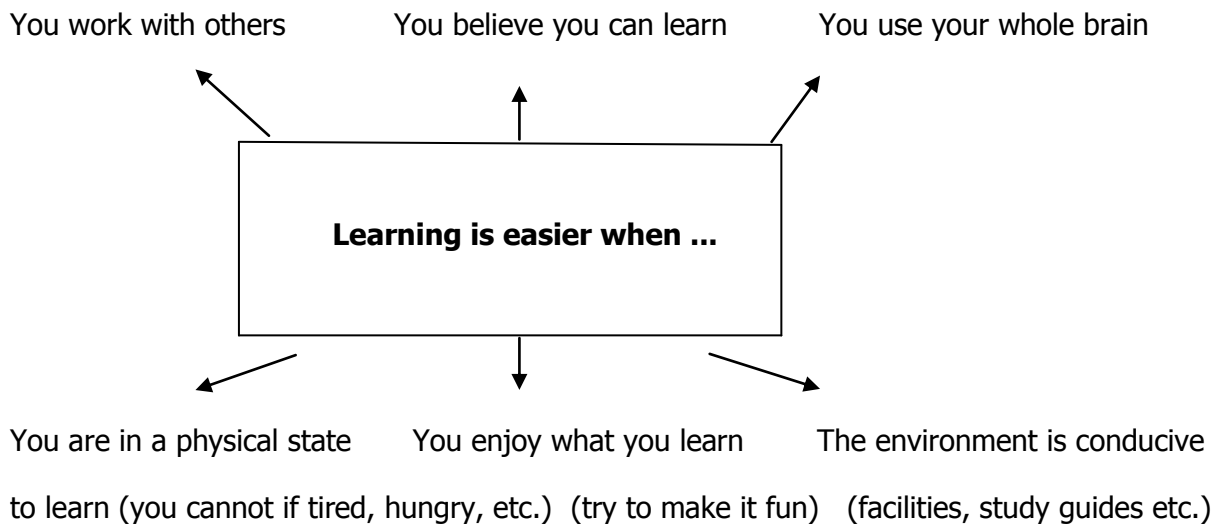 You work with others You believe you can learn You use your whole brain
Learning is easier when ...
You are in a physical state You enjoy what you learn The environment is conducive
to learn (you cannot if tired, hungry, etc.) (try to make it fun) (facilities, study guides etc.)